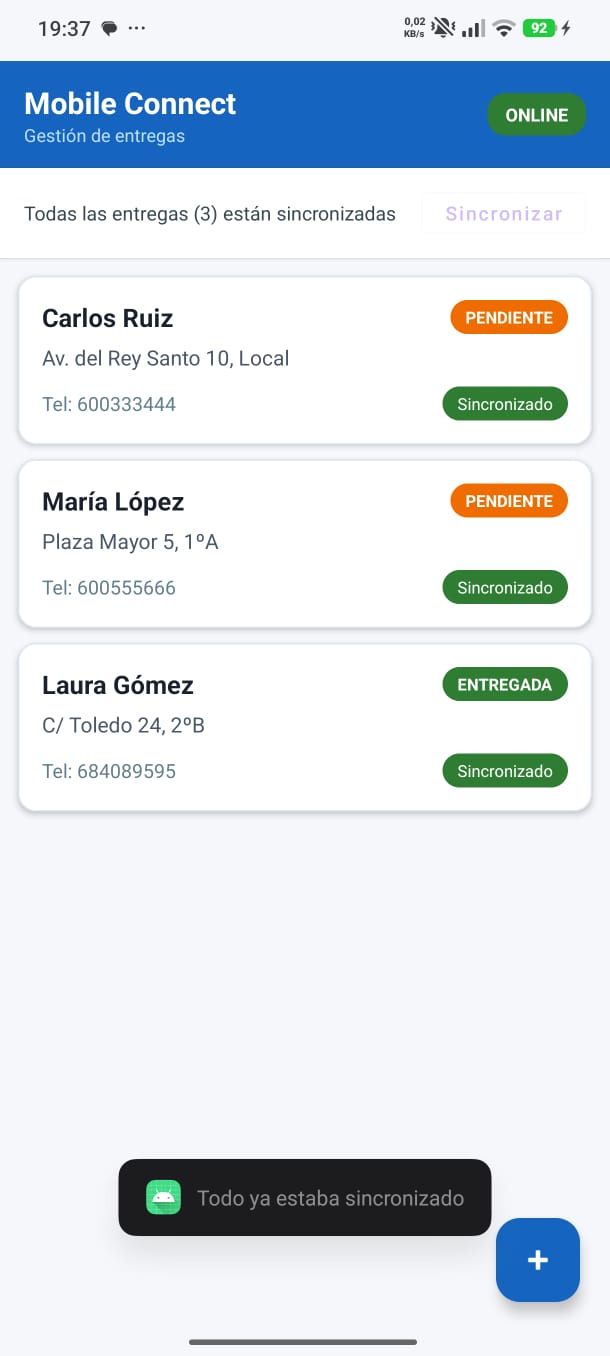 19:37
0,02
KB/s
92
Mobile Connect
Gestión de entregas
ONLINE
Todas las entregas (3) están sincronizadas
Sincronizar
Carlos Ruiz
PENDIENTE
Av. del Rey Santo 10, Local
Tel: 600333444
Sincronizado
María López
PENDIENTE
Plaza Mayor 5, 1ºA
Tel: 600555666
Sincronizado
Laura Gómez
ENTREGADA
C/ Toledo 24, 2ºB
Tel: 684089595
Sincronizado
Todo ya estaba sincronizado
+